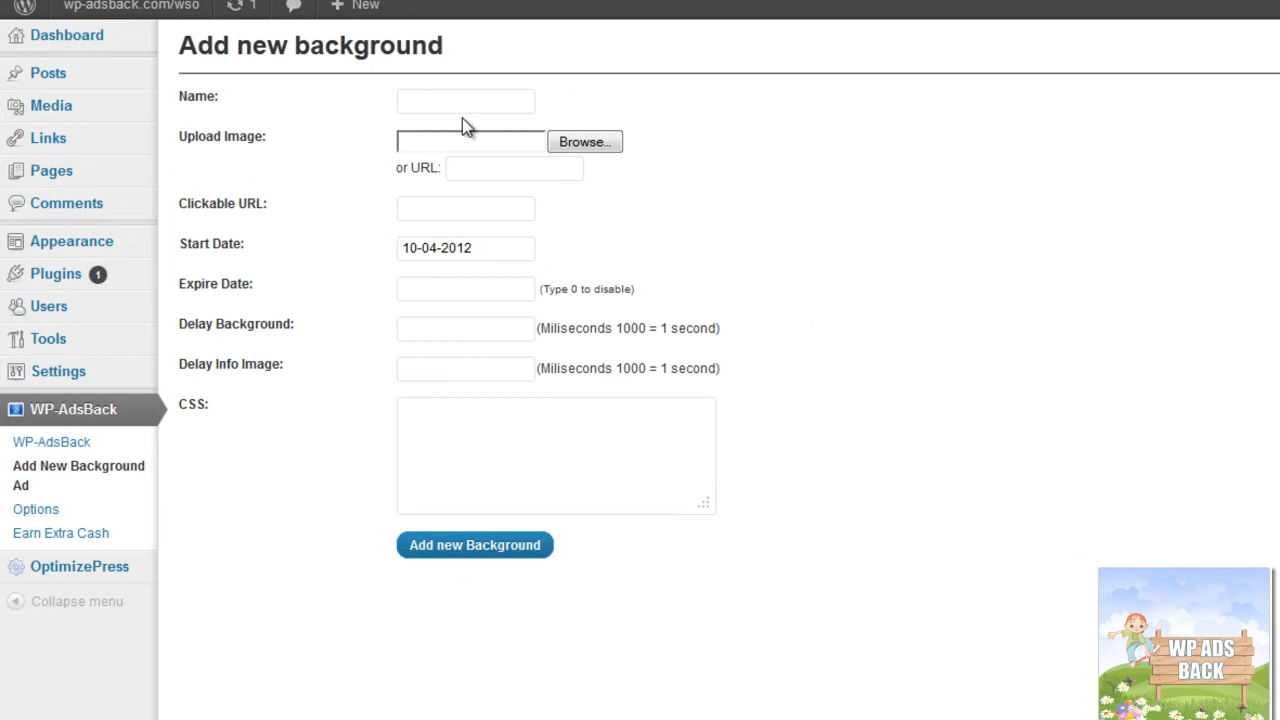 wp-adsback.com/wso 1 New
Dashboard
Posts
Media
Links
Pages
Comments
Appearance
Plugins 1
Users
Tools
Settings
WP-AdsBack
WP-AdsBack
Add New Background
Ad
Options
Earn Extra Cash
OptimizePress
Collapse menu
Add new background
Name:
Upload Image: Browse...
or URL:
Clickable URL:
Start Date: 10-04-2012
Expire Date: (Type 0 to disable)
Delay Background: (Miliseconds 1000 = 1 second)
Delay Info Image: (Miliseconds 1000 = 1 second)
CSS:
Add new Background
WP ADS
BACK